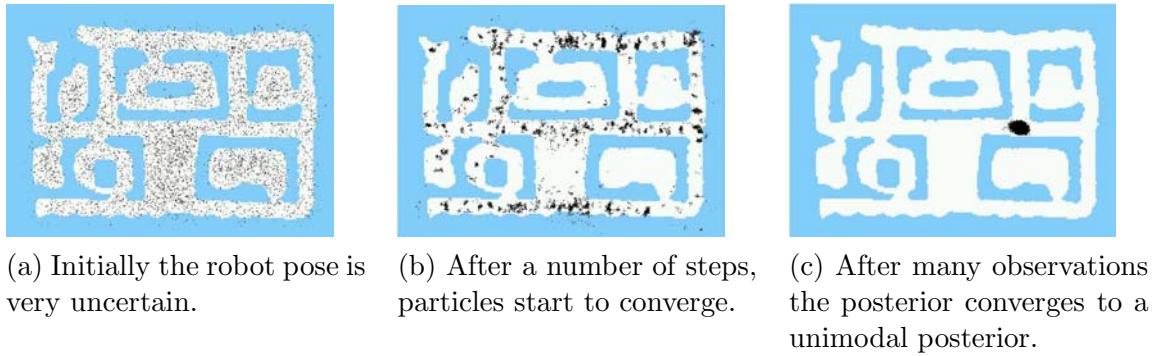 (a) Initially the robot pose is
very uncertain.
(b) After a number of steps,
particles start to converge.
(c) After many observations
the posterior converges to a
unimodal posterior.